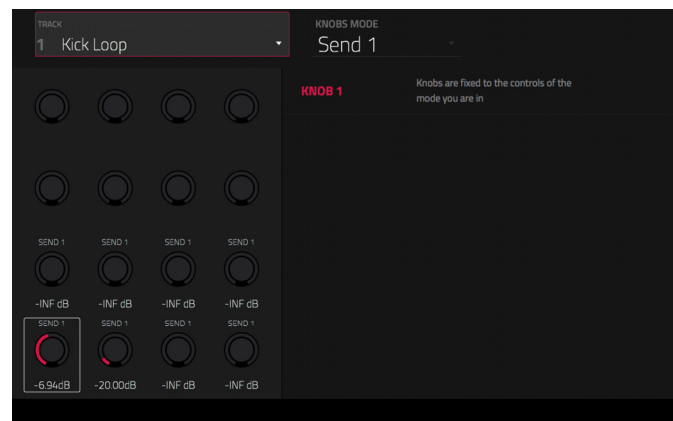 TRACK
1 Kick Loop
KNOBS MODE
Send 1
KNOB 1
Knobs are fixed to the controls of the
mode you are in
SEND 1 SEND 1 SEND 1 SEND 1
-INF dB -INF dB -INF dB -INF dB
SEND 1 SEND 1 SEND 1 SEND 1
-6.94dB -20.00dB -INF dB -INF dB